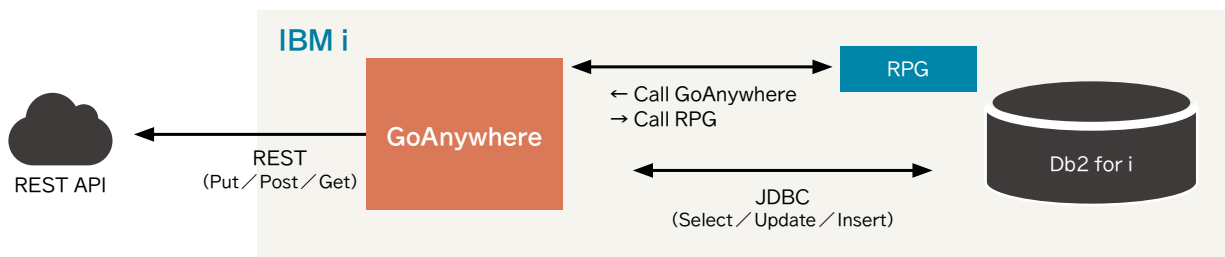 IBM i
RPG
← Call GoAnywhere
→ Call RPG
GoAnywhere
REST
（Put／Post／Get）
REST API
Db2 for i
JDBC
（Select／Update／Insert）